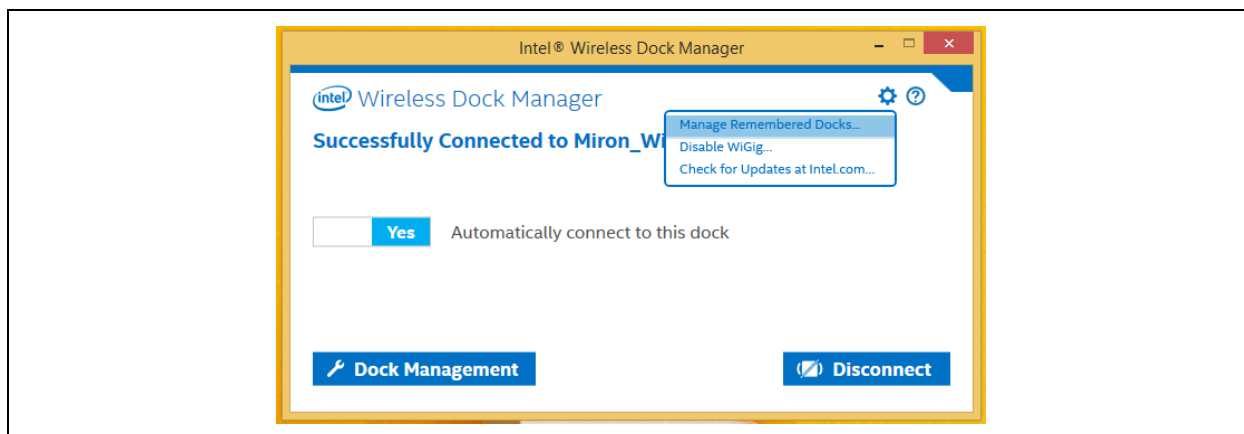 Intel® Wireless Dock Manager
intel Wireless Dock Manager
Successfully Connected to Miron_Wi
Manage Remembered Docks...
Disable WiGig...
Check for Updates at Intel.com...
Yes Automatically connect to this dock
Dock Management
Disconnect